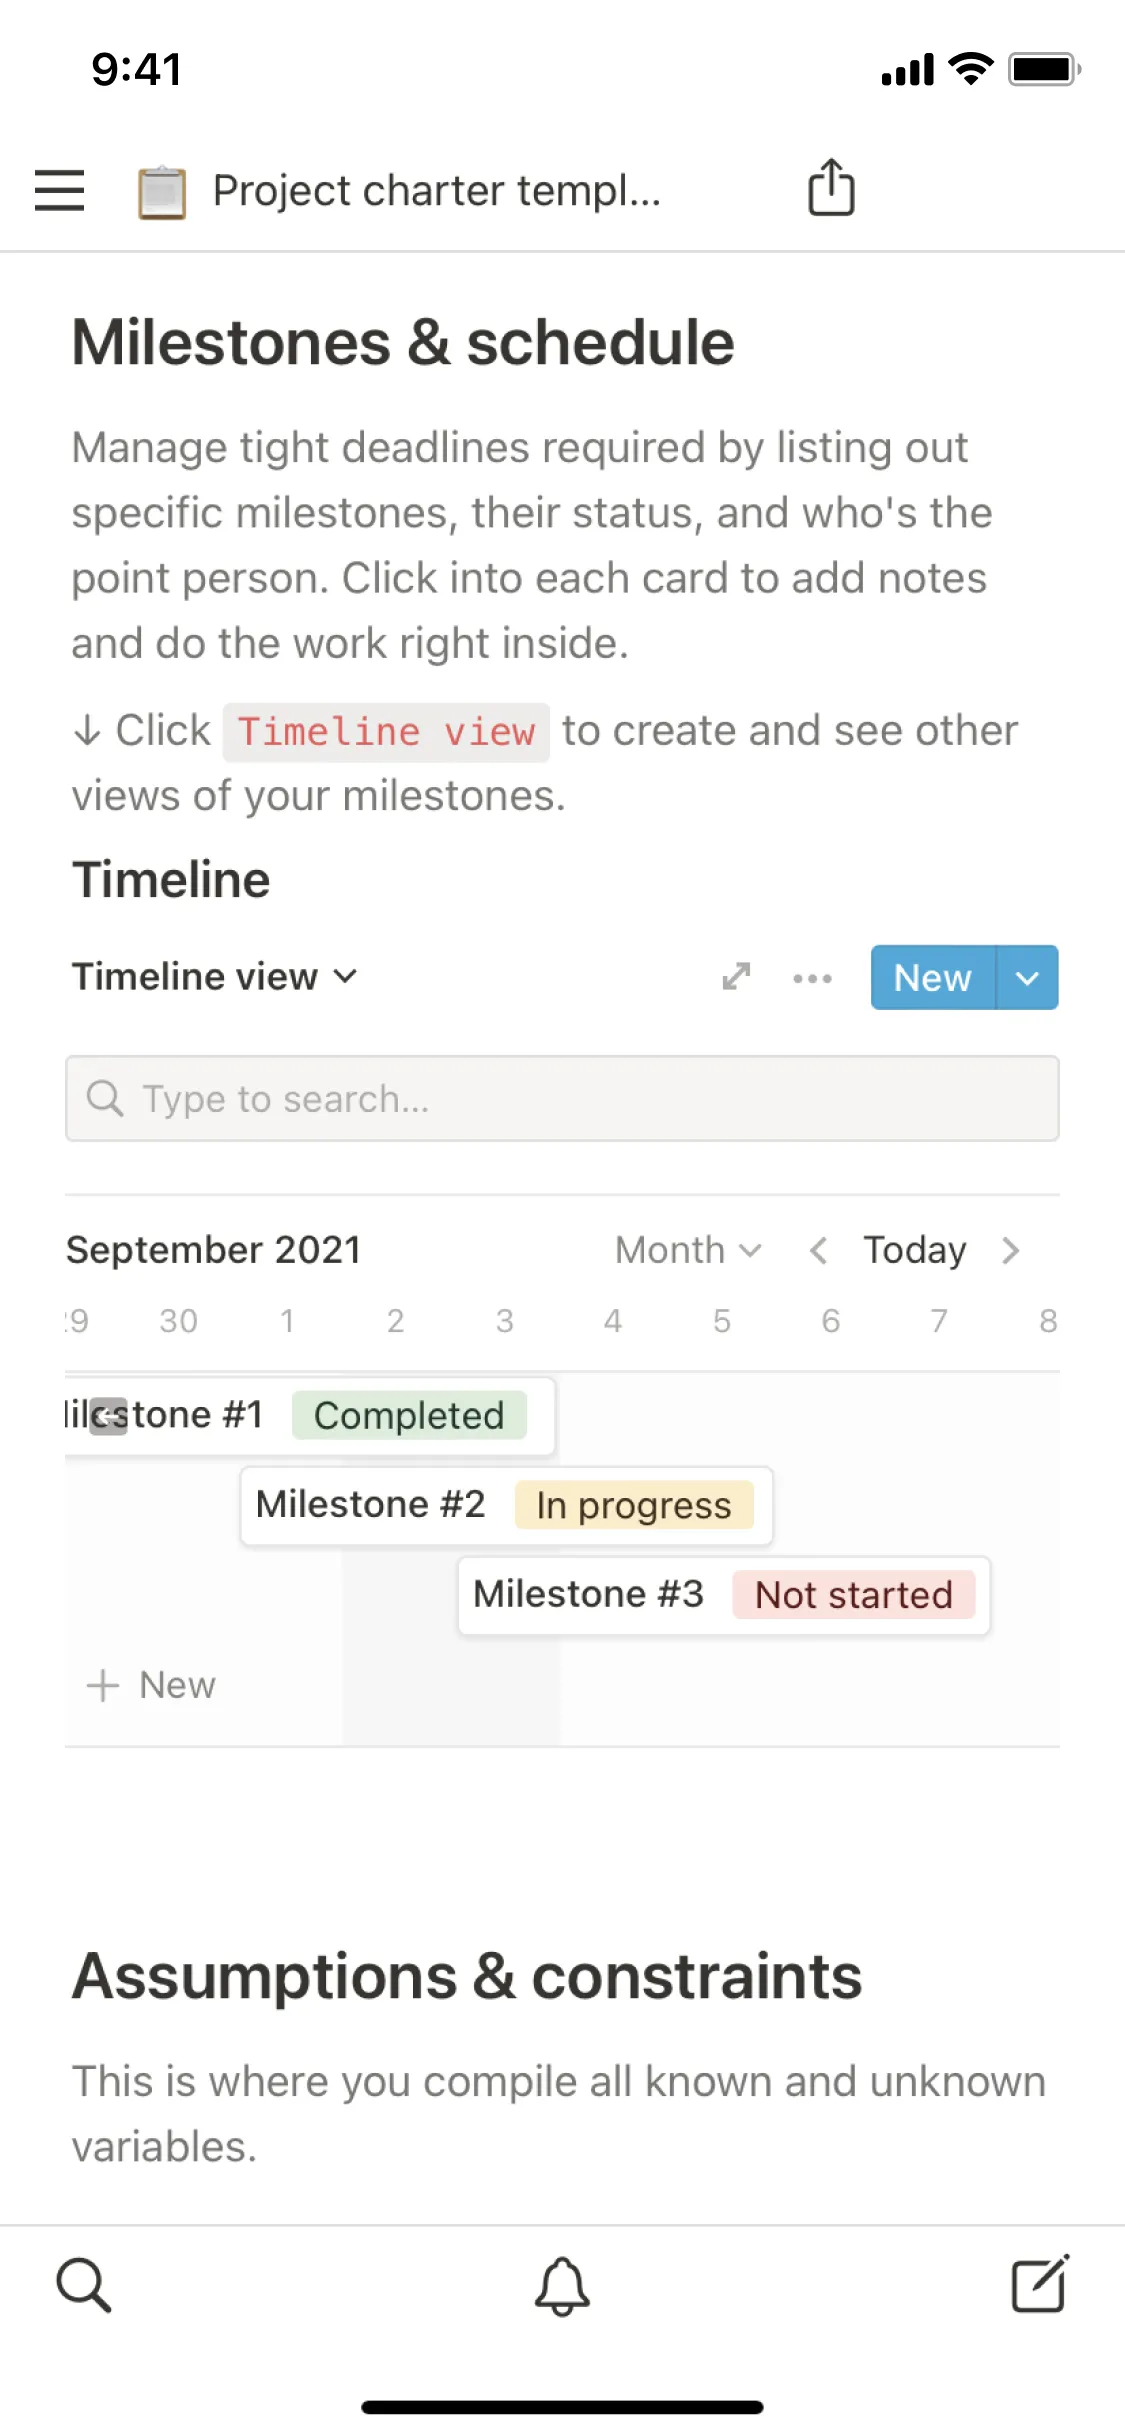 9:41
Project charter templ...
Milestones & schedule
Manage tight deadlines required by listing out
specific milestones, their status, and who's the
point person. Click into each card to add notes
and do the work right inside.
↓ Click Timeline view to create and see other
views of your milestones.
Timeline
Timeline view
New
Type to search...
September 2021 Month Today
29 30 1 2 3 4 5 6 7 8
Milestone #1 Completed
Milestone #2 In progress
Milestone #3 Not started
+ New
Assumptions & constraints
This is where you compile all known and unknown
variables.